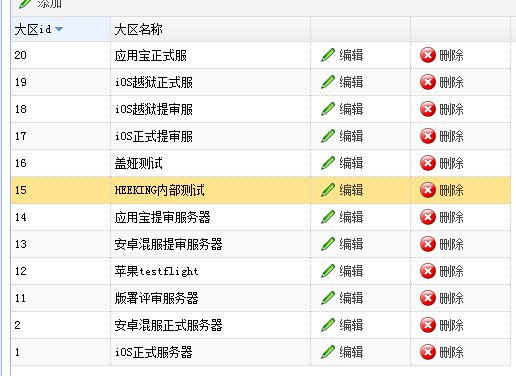 添加
大区id 大区名称
20 应用宝正式服 编辑 删除
19 iOS越狱正式服 编辑 删除
18 iOS越狱提审服 编辑 删除
17 iOS正式提审服 编辑 删除
16 盖娅测试 编辑 删除
15 HEEKING内部测试 编辑 删除
14 应用宝提审服务器 编辑 删除
13 安卓混服提审服务器 编辑 删除
12 苹果testflight 编辑 删除
11 版署评审服务器 编辑 删除
2 安卓混服正式服务器 编辑 删除
1 iOS正式服务器 编辑 删除